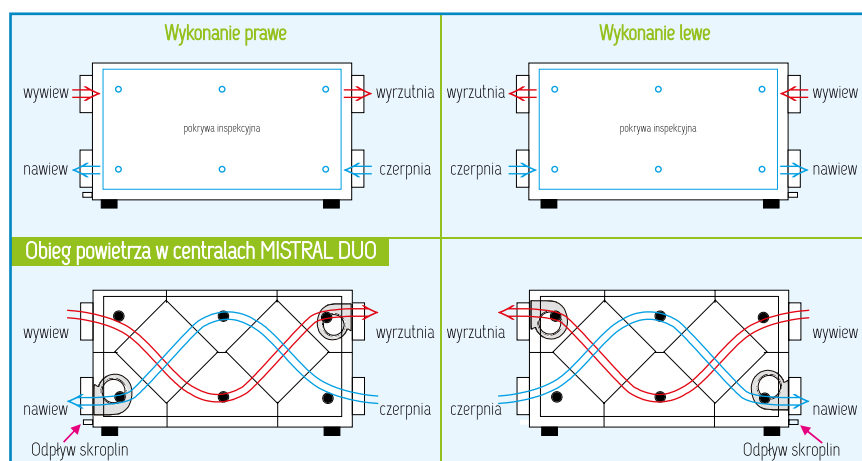 Wykonanie prawe
Wykonanie lewe
wywiew
wyrzutnia
pokrywa inspekcyjna
nawiew
czerpnia
wyrzutnia
wywiew
pokrywa inspekcyjna
czerpnia
nawiew
Obieg powietrza w centralach MISTRAL DUO
wywiew
wyrzutnia
nawiew
czerpnia
Odpływ skroplin
wyrzutnia
wywiew
czerpnia
nawiew
Odpływ skroplin